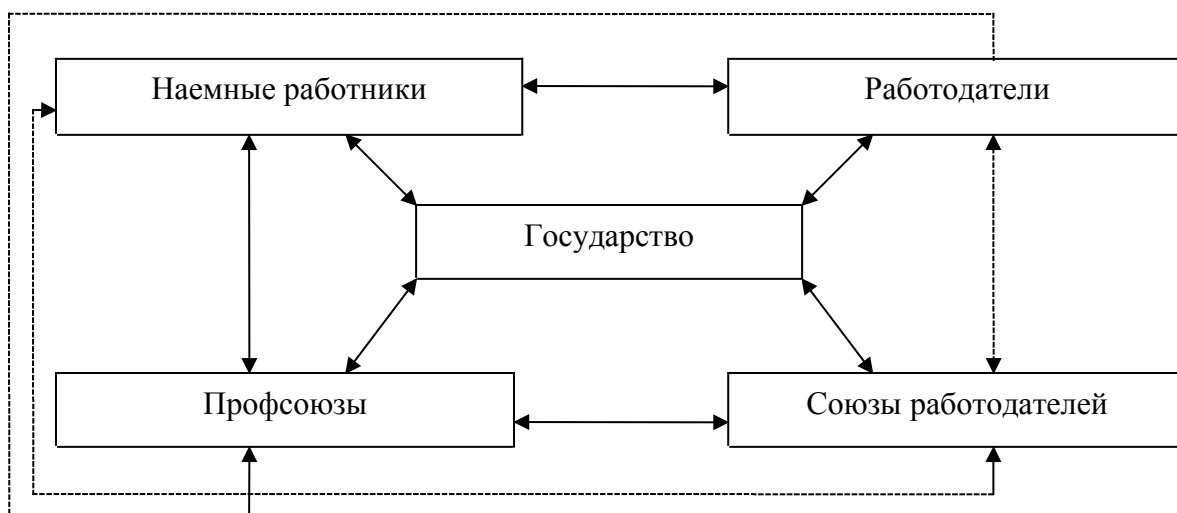 Наемные работники
Работодатели
Государство
Профсоюзы
Союзы работодателей